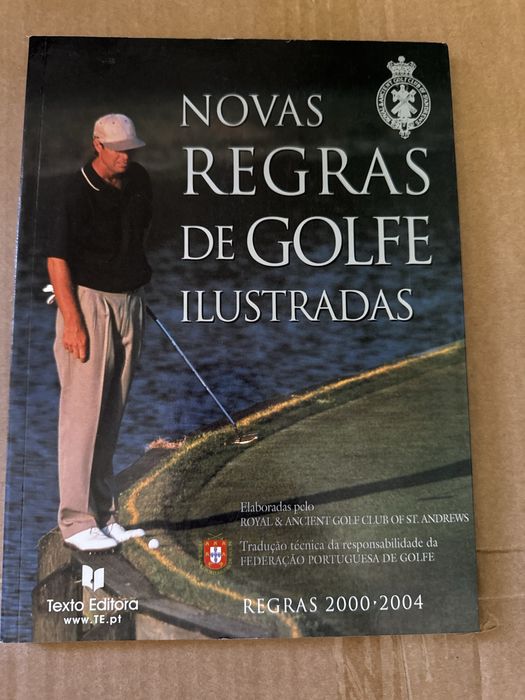 NOVAS
REGRAS
DE GOLFE
ILUSTRADAS
Elaboradas pelo
ROYAL & ANCIENT GOLF CLUB OF ST. ANDREWS
Tradução técnica da responsabilidade da
FEDERAÇÃO PORTUGUESA DE GOLFE
REGRAS 2000·2004
Texto Editora
www.TE.pt